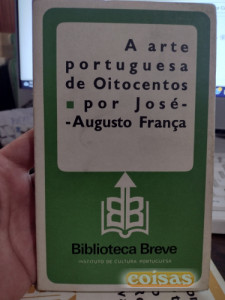 A arte
portuguesa
de Oitocentos
por José-
-Augusto França
Biblioteca Breve
INSTITUTO DE CULTURA PORTUGUESA
coisas